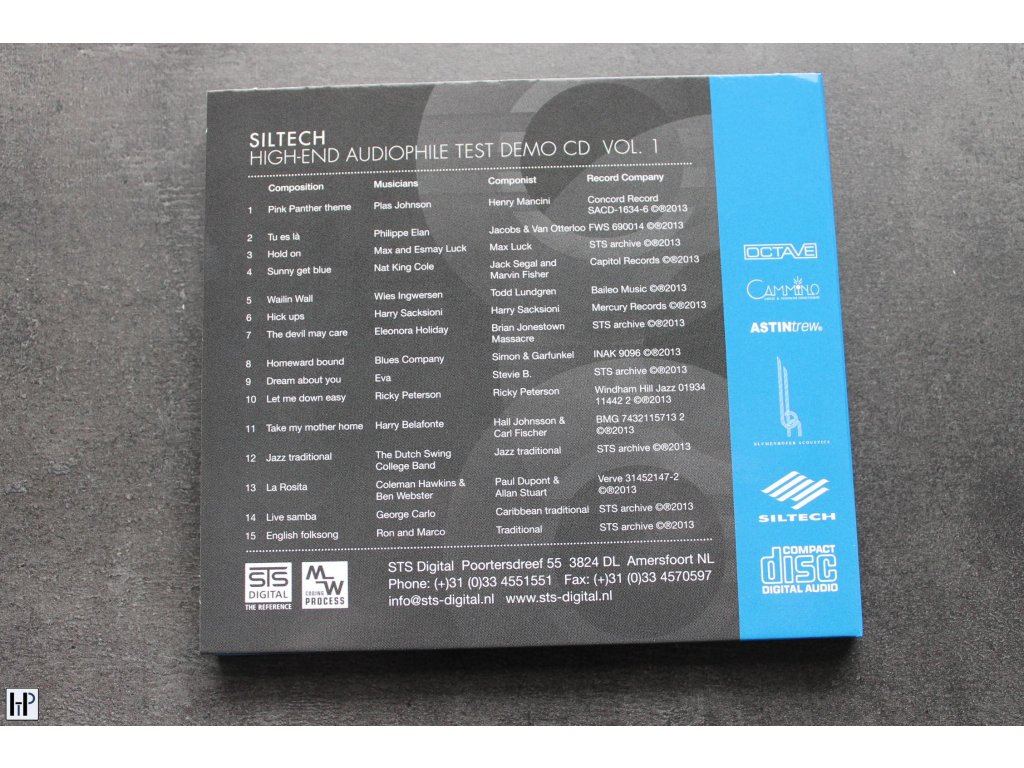 SILTECH
HIGH-END AUDIOPHILE TEST DEMO CD VOL. 1
Composition Musicians Componist Record Company
1 Pink Panther theme Plas Johnson Henry Mancini Concord Record
SACD-1634-6 ©®2013
2 Tu es là Philippe Elan Jacobs & Van Otterloo FWS 690014 ©®2013
3 Hold on Max and Esmay Luck Max Luck STS archive ©®2013
4 Sunny get blue Nat King Cole Jack Segal and Capitol Records ©®2013
Marvin Fisher
5 Wailin Wall Wies Ingwersen Todd Lundgren Baileo Music ©®2013
6 Hick ups Harry Sacksioni Harry Sacksioni Mercury Records ©®2013
7 The devil may care Eleonora Holiday Brian Jonestown STS archive ©®2013
Massacre
8 Homeward bound Blues Company Simon & Garfunkel INAK 9096 ©®2013
9 Dream about you Eva Stevie B. STS archive ©®2013
10 Let me down easy Ricky Peterson Ricky Peterson Windham Hill Jazz 01934
11442 2 ©®2013
11 Take my mother home Harry Belafonte Hall Johnsson & BMG 7432115713 2
Carl Fischer ©®2013
12 Jazz traditional The Dutch Swing Jazz traditional STS archive ©®2013
College Band
13 La Rosita Coleman Hawkins & Paul Dupont & Verve 31452147-2
Ben Webster Allan Stuart ©®2013
14 Live samba George Carlo Caribbean traditional STS archive ©®2013
15 English folksong Ron and Marco Traditional STS archive ©®2013
STS
DIGITAL
THE REFERENCE
MW
CODING
PROCESS
STS Digital Poortersdreef 55 3824 DL Amersfoort NL
Phone: (+)31 (0)33 4551551 Fax: (+)31 (0)33 4570597
info@sts-digital.nl www.sts-digital.nl
OCTAVE
CAMMINO
ASTINtrew®
BLUMENHOFER ACOUSTICS
SILTECH
COMPACT
disc
DIGITAL AUDIO
HTP